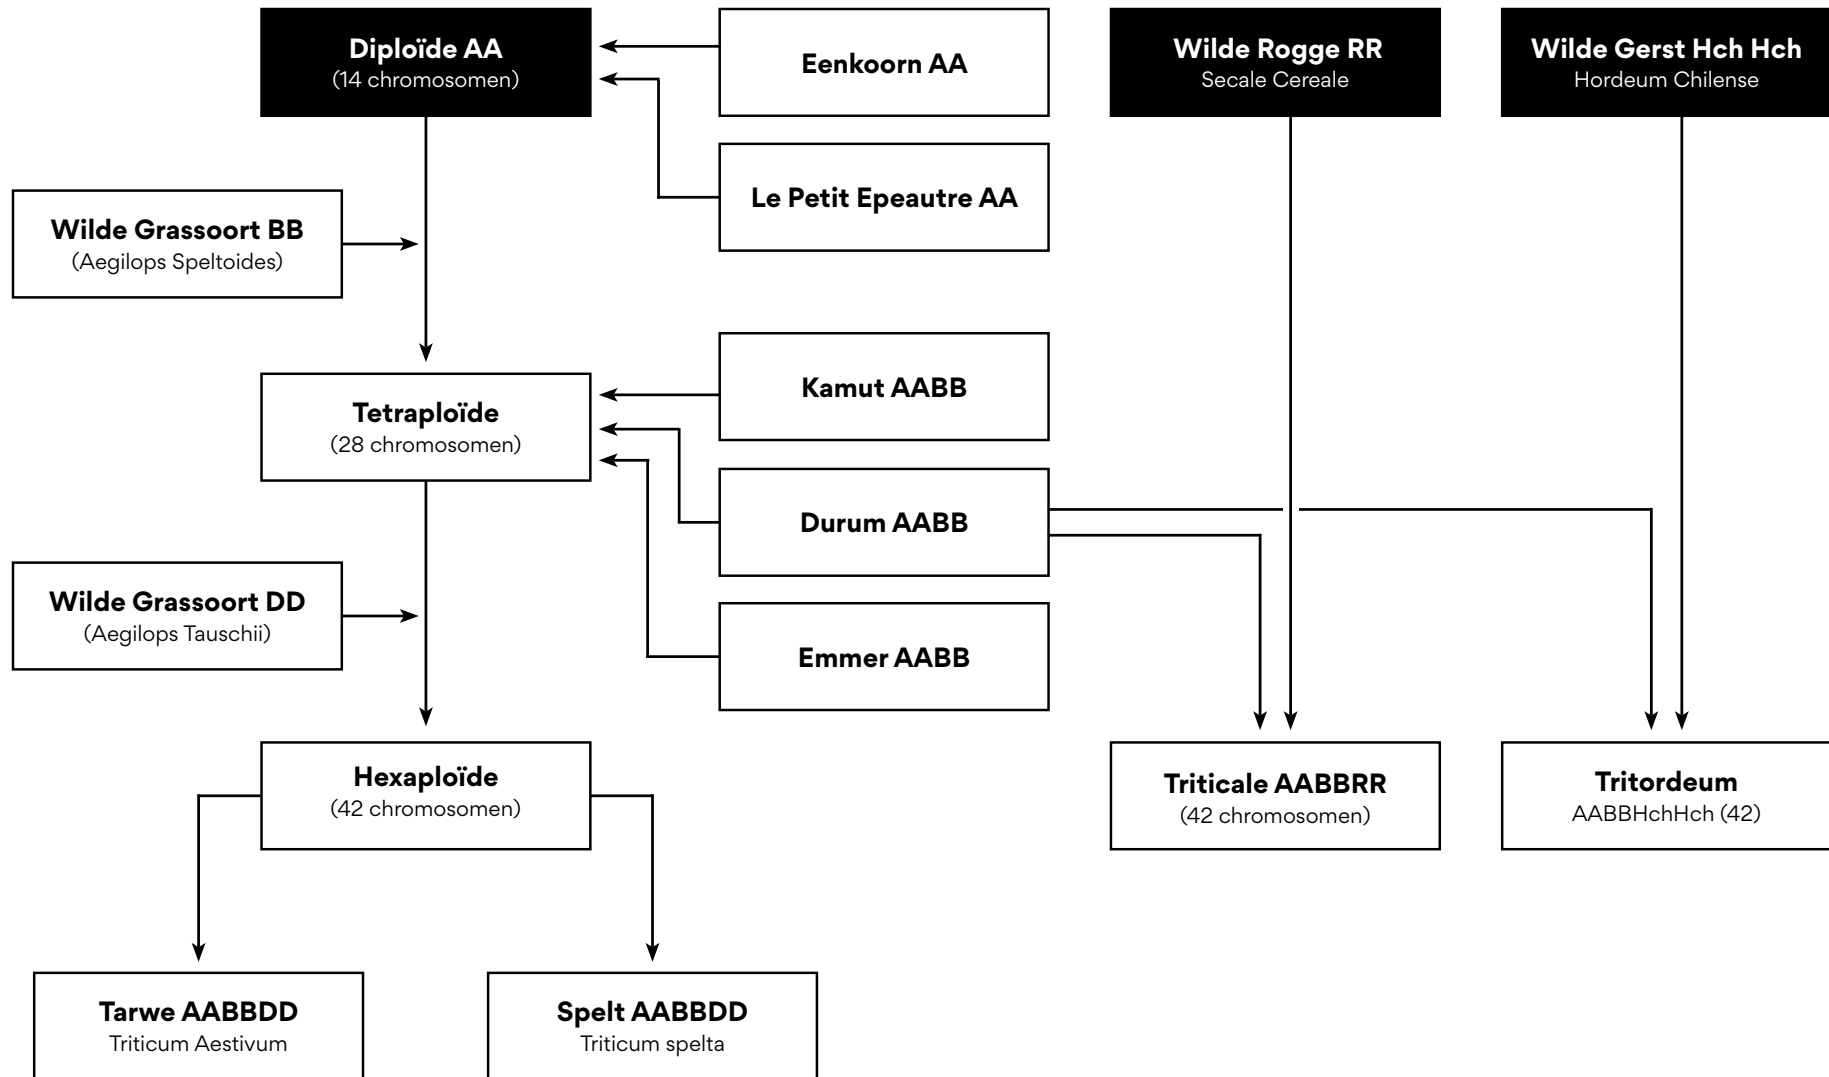 Diploïde AA
(14 chromosomen)
Eenkoorn AA
Wilde Rogge RR
Secale Cereale
Wilde Gerst Hch Hch
Hordeum Chilense
Le Petit Epeautre AA
Wilde Grassoort BB
(Aegilops Speltoides)
Kamut AABB
Tetraploïde
(28 chromosomen)
Durum AABB
Wilde Grassoort DD
(Aegilops Tauschii)
Emmer AABB
Hexaploïde
(42 chromosomen)
Triticale AABBRR
(42 chromosomen)
Tritordeum
AABBHchHch (42)
Tarwe AABBDD
Triticum Aestivum
Spelt AABBDD
Triticum spelta